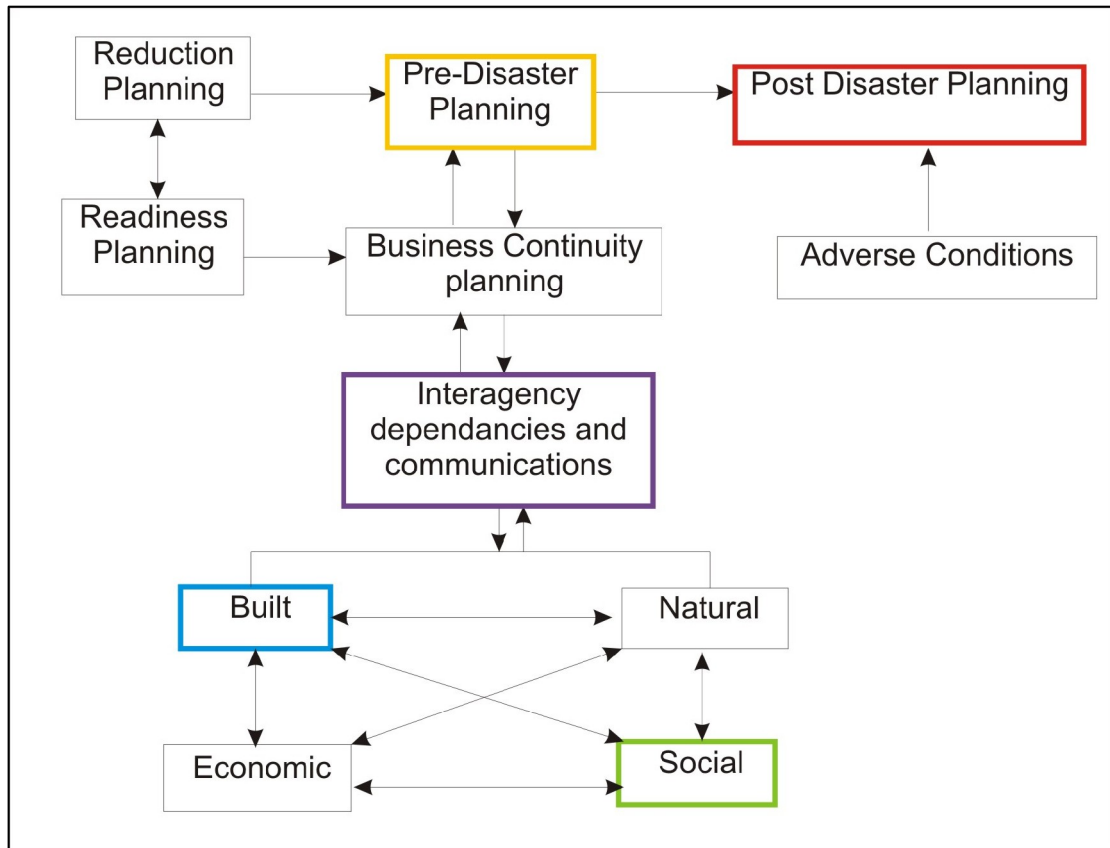 Reduction
Planning
Pre-Disaster
Planning
Post Disaster Planning
Readiness
Planning
Business Continuity
planning
Adverse Conditions
Interagency
dependancies and
communications
Built
Natural
Economic
Social